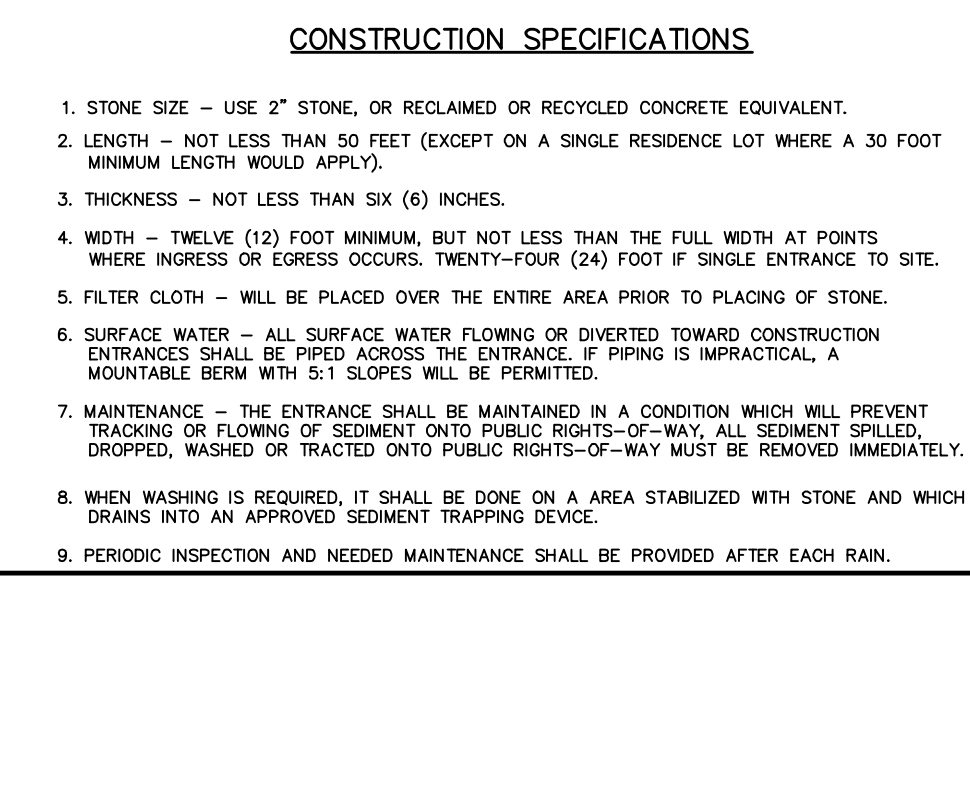 CONSTRUCTION SPECIFICATIONS
1. STONE SIZE – USE 2" STONE, OR RECLAIMED OR RECYCLED CONCRETE EQUIVALENT.
2. LENGTH – NOT LESS THAN 50 FEET (EXCEPT ON A SINGLE RESIDENCE LOT WHERE A 30 FOOT
MINIMUM LENGTH WOULD APPLY).
3. THICKNESS – NOT LESS THAN SIX (6) INCHES.
4. WIDTH – TWELVE (12) FOOT MINIMUM, BUT NOT LESS THAN THE FULL WIDTH AT POINTS
WHERE INGRESS OR EGRESS OCCURS. TWENTY–FOUR (24) FOOT IF SINGLE ENTRANCE TO SITE.
5. FILTER CLOTH – WILL BE PLACED OVER THE ENTIRE AREA PRIOR TO PLACING OF STONE.
6. SURFACE WATER – ALL SURFACE WATER FLOWING OR DIVERTED TOWARD CONSTRUCTION
ENTRANCES SHALL BE PIPED ACROSS THE ENTRANCE. IF PIPING IS IMPRACTICAL, A
MOUNTABLE BERM WITH 5:1 SLOPES WILL BE PERMITTED.
7. MAINTENANCE – THE ENTRANCE SHALL BE MAINTAINED IN A CONDITION WHICH WILL PREVENT
TRACKING OR FLOWING OF SEDIMENT ONTO PUBLIC RIGHTS–OF–WAY, ALL SEDIMENT SPILLED,
DROPPED, WASHED OR TRACTED ONTO PUBLIC RIGHTS–OF–WAY MUST BE REMOVED IMMEDIATELY.
8. WHEN WASHING IS REQUIRED, IT SHALL BE DONE ON A AREA STABILIZED WITH STONE AND WHICH
DRAINS INTO AN APPROVED SEDIMENT TRAPPING DEVICE.
9. PERIODIC INSPECTION AND NEEDED MAINTENANCE SHALL BE PROVIDED AFTER EACH RAIN.